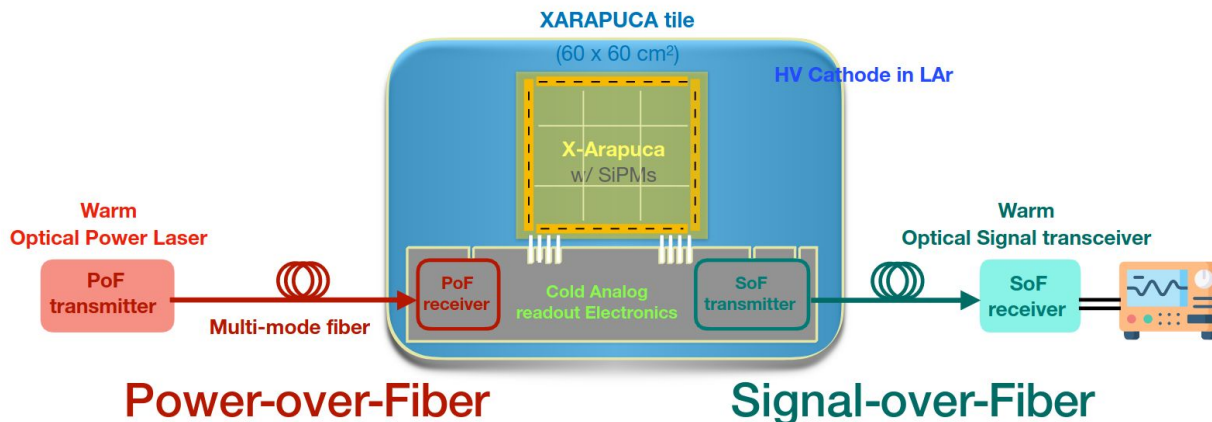 XARAPUCA tile
(60 x 60 cm²)
HV Cathode in LAr
X-Arapuca
w/ SiPMs
Warm
Optical Power Laser
PoF
transmitter
Multi-mode fiber
PoF
receiver
Cold Analog
readout Electronics
SoF
transmitter
Warm
Optical Signal transceiver
SoF
receiver
Power-over-Fiber
Signal-over-Fiber